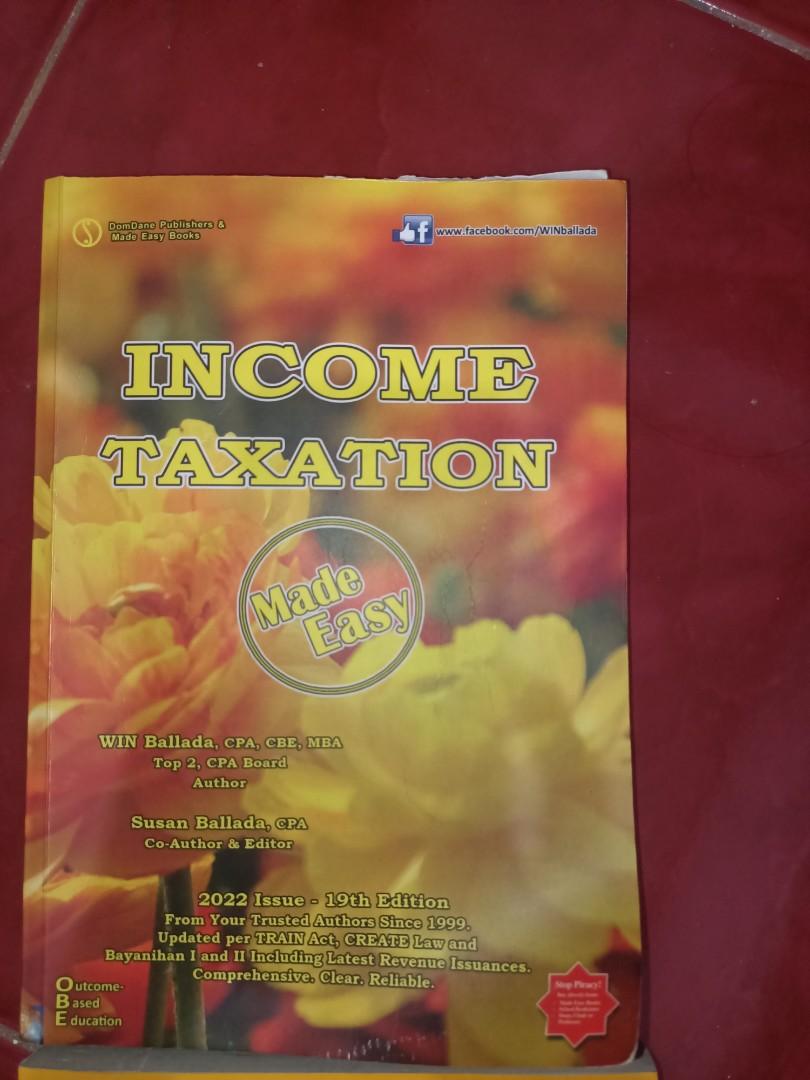 DomDane Publishers &
Made Easy Books
www.facebook.com/WINballada
INCOME
TAXATION
Made
Easy
WIN Ballada, CPA, CBE, MBA
Top 2, CPA Board
Author
Susan Ballada, CPA
Co-Author & Editor
2022 Issue - 19th Edition
From Your Trusted Authors Since 1999.
Updated per TRAIN Act, CREATE Law and
Bayanihan I and II Including Latest Revenue Issuances.
Comprehensive. Clear. Reliable.
Outcome-
Based
Education
Stop Piracy!